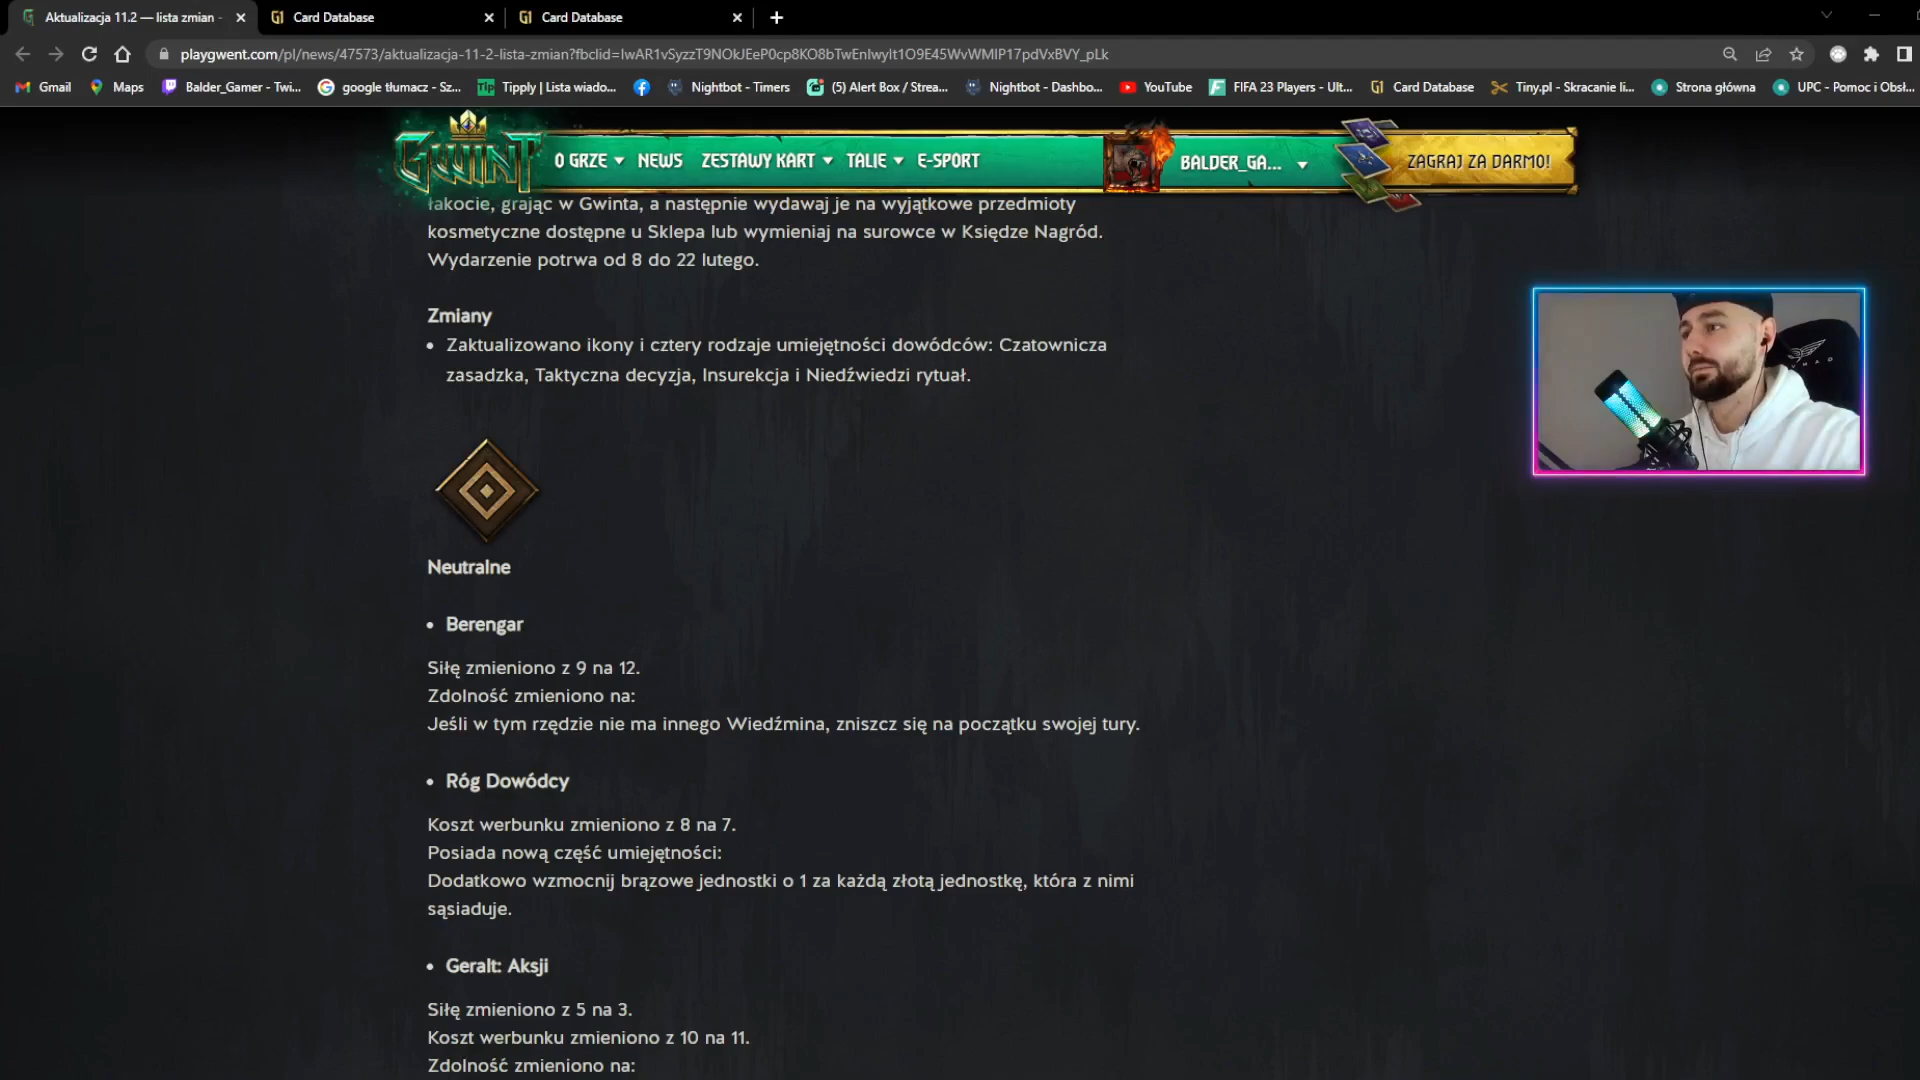 Aktualizacja 11.2 — lista zmian -
Card Database
Card Database
playgwent.com/pl/news/47573/aktualizacja-11-2-lista-zmian?fbclid=IwAR1vSyzzT9NOkJEeP0cp8KO8bTwEnIwyIt1O9E45WvWMIP17pdVxBVY_pLk
Gmail
Maps
Balder_Gamer - Twi...
google tłumacz - Sz...
Tipply | Lista wiado...
Nightbot - Timers
(5) Alert Box / Strea...
Nightbot - Dashbo...
YouTube
FIFA 23 Players - Ult...
Card Database
Tiny.pl - Skracanie li...
Strona główna
UPC - Pomoc i Obsł...
GWINT
O GRZE
NEWS
ZESTAWY KART
TALIE
E-SPORT
BALDER_GA...
ZAGRAJ ZA DARMO!
łakocie, grając w Gwinta, a następnie wydawaj je na wyjątkowe przedmioty
kosmetyczne dostępne u Sklepa lub wymieniaj na surowce w Księdze Nagród.
Wydarzenie potrwa od 8 do 22 lutego.
Zmiany
• Zaktualizowano ikony i cztery rodzaje umiejętności dowódców: Czatownicza
zasadzka, Taktyczna decyzja, Insurekcja i Niedźwiedzi rytuał.
Neutralne
• Berengar
Siłę zmieniono z 9 na 12.
Zdolność zmieniono na:
Jeśli w tym rzędzie nie ma innego Wiedźmina, zniszcz się na początku swojej tury.
• Róg Dowódcy
Koszt werbunku zmieniono z 8 na 7.
Posiada nową część umiejętności:
Dodatkowo wzmocnij brązowe jednostki o 1 za każdą złotą jednostkę, która z nimi
sąsiaduje.
• Geralt: Aksji
Siłę zmieniono z 5 na 3.
Koszt werbunku zmieniono z 10 na 11.
Zdolność zmieniono na: